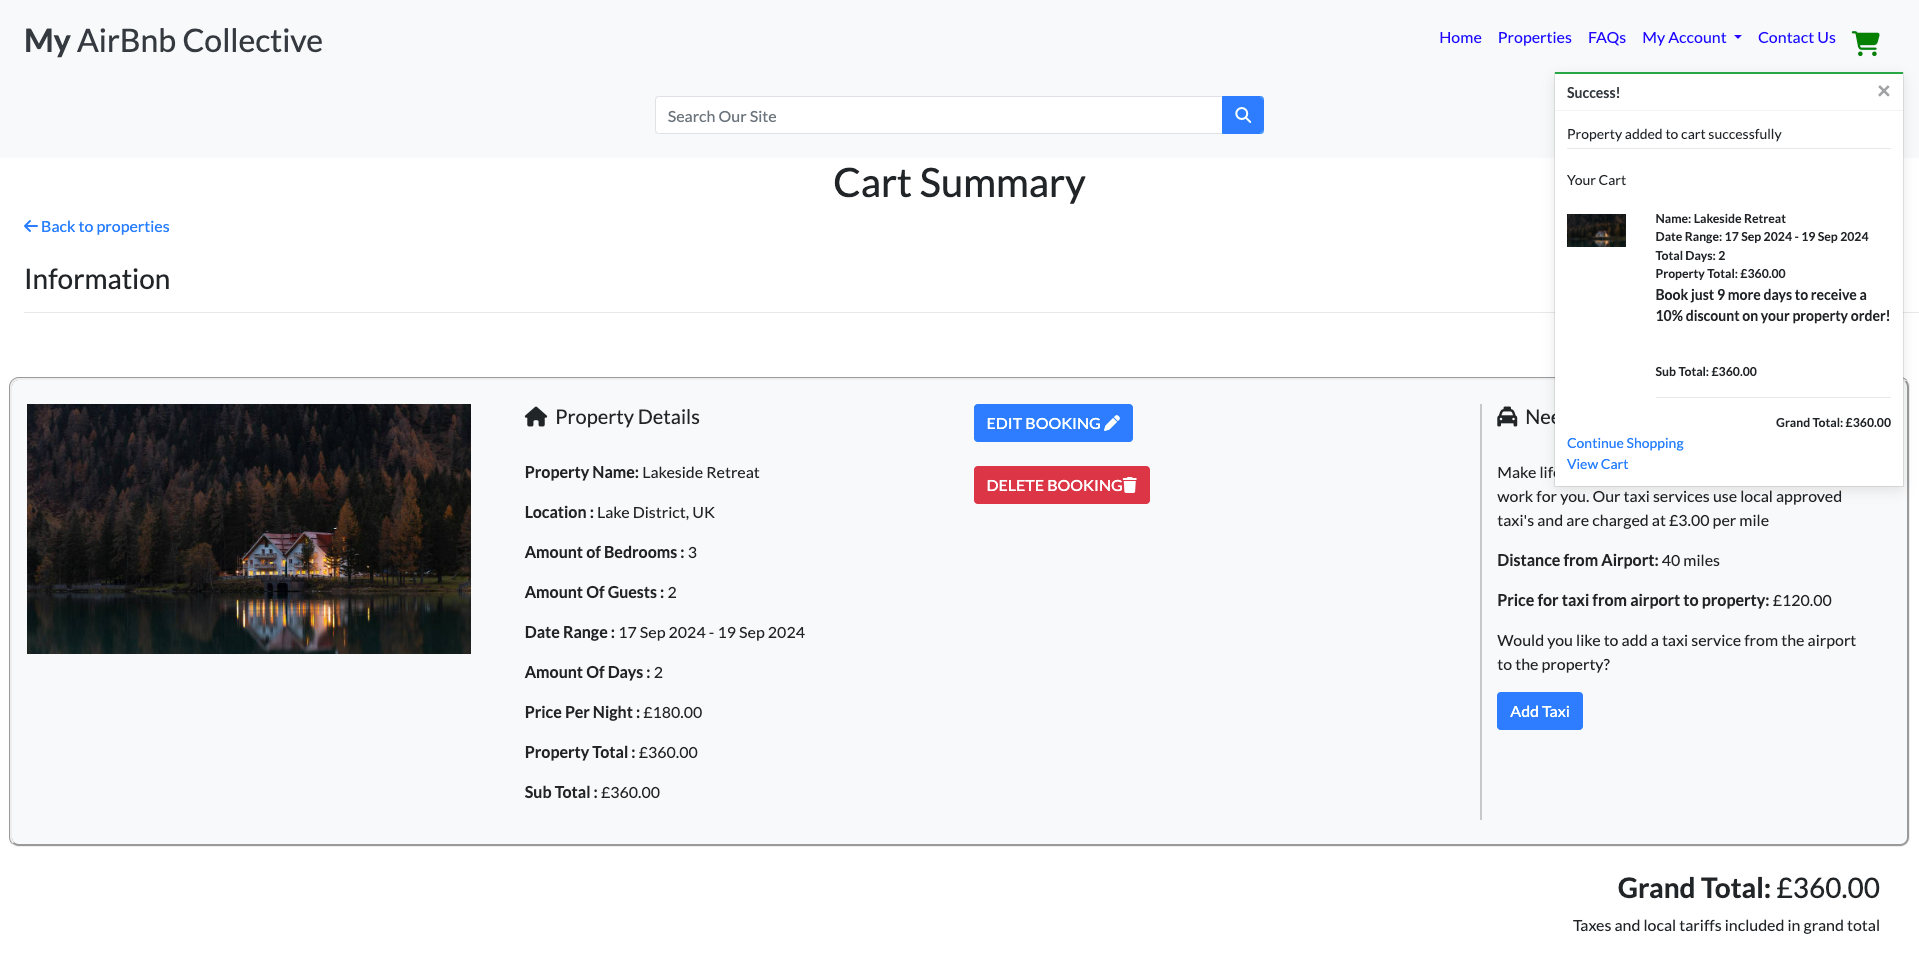 My AirBnb Collective
Home
Properties
FAQs
My Account
Contact Us
Search Our Site
Success!
Property added to cart successfully
Your Cart
Name: Lakeside Retreat
Date Range: 17 Sep 2024 - 19 Sep 2024
Total Days: 2
Property Total: £360.00
Book just 9 more days to receive a
10% discount on your property order!
Sub Total: £360.00
Grand Total: £360.00
Continue Shopping
View Cart
Cart Summary
Back to properties
Information
Property Details
Property Name: Lakeside Retreat
Location : Lake District, UK
Amount of Bedrooms : 3
Amount Of Guests : 2
Date Range : 17 Sep 2024 - 19 Sep 2024
Amount Of Days : 2
Price Per Night : £180.00
Property Total : £360.00
Sub Total : £360.00
EDIT BOOKING
DELETE BOOKING
Make
work for you. Our taxi services use local approved
taxi's and are charged at £3.00 per mile
Distance from Airport: 40 miles
Price for taxi from airport to property: £120.00
Would you like to add a taxi service from the airport
to the property?
Add Taxi
Grand Total: £360.00
Taxes and local tariffs included in grand total